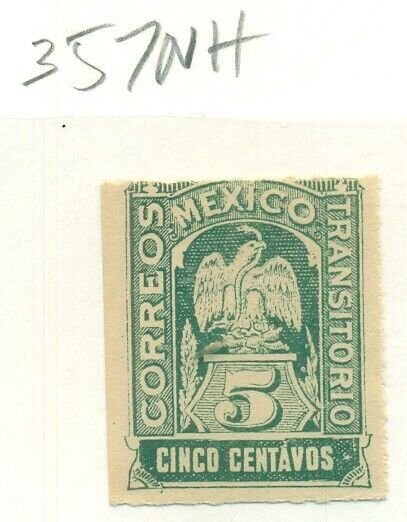 357NH
MEXICO
CORREOS
TRANSITORIO
5
CINCO CENTAVOS